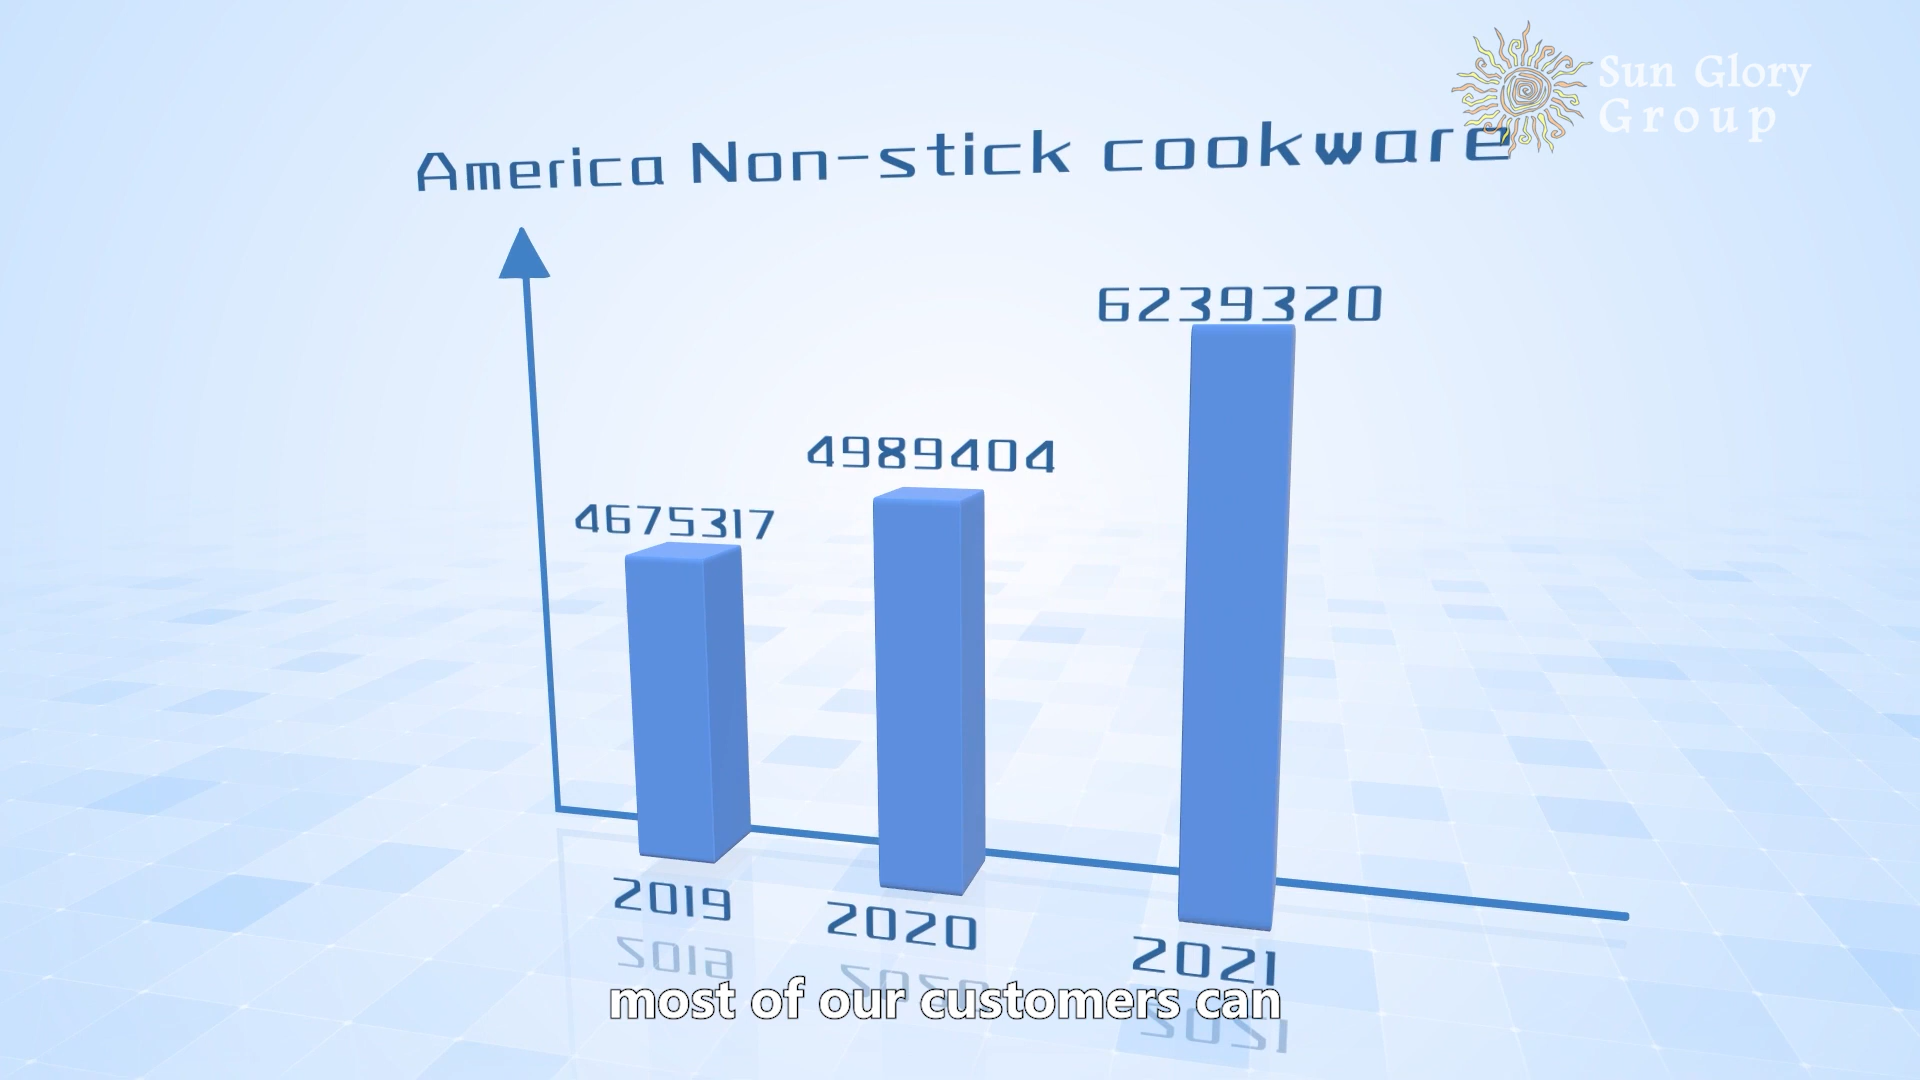 Sun Glory
Group
America Non-stick cookware
6239320
4989404
4675317
2019
2020
2021
most of our customers can